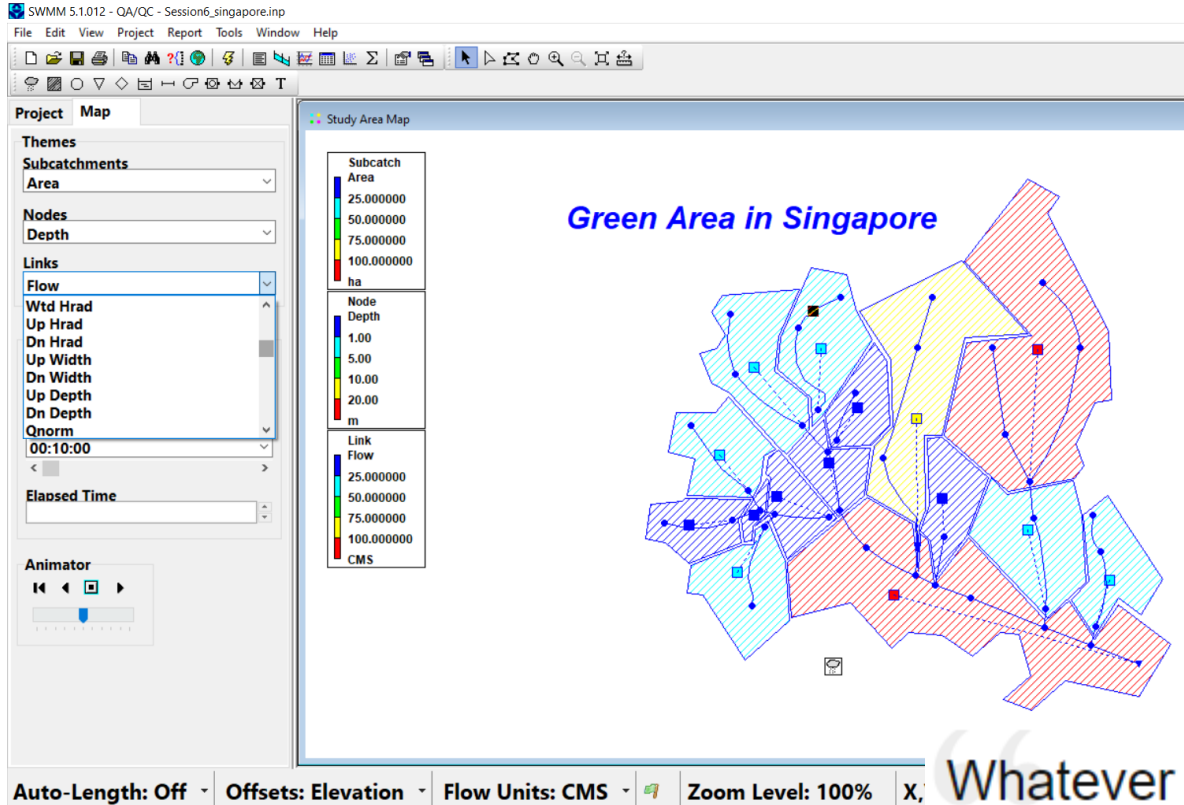 SWMM 5.1.012 - QA/QC - Session6_singapore.inp
File Edit View Project Report Tools Window Help
Project Map
Themes
Subcatchments
Area
Nodes
Depth
Links
Flow
Wtd Hrad
Up Hrad
Dn Hrad
Up Width
Dn Width
Up Depth
Dn Depth
Qnorm
00:10:00
Elapsed Time
Animator
Study Area Map
Subcatch
Area
25.000000
50.000000
75.000000
100.000000
ha
Node
Depth
1.00
5.00
10.00
20.00
m
Link
Flow
25.000000
50.000000
75.000000
100.000000
CMS
Green Area in Singapore
Auto-Length: Off Offsets: Elevation Flow Units: CMS Zoom Level: 100% X,
Whatever